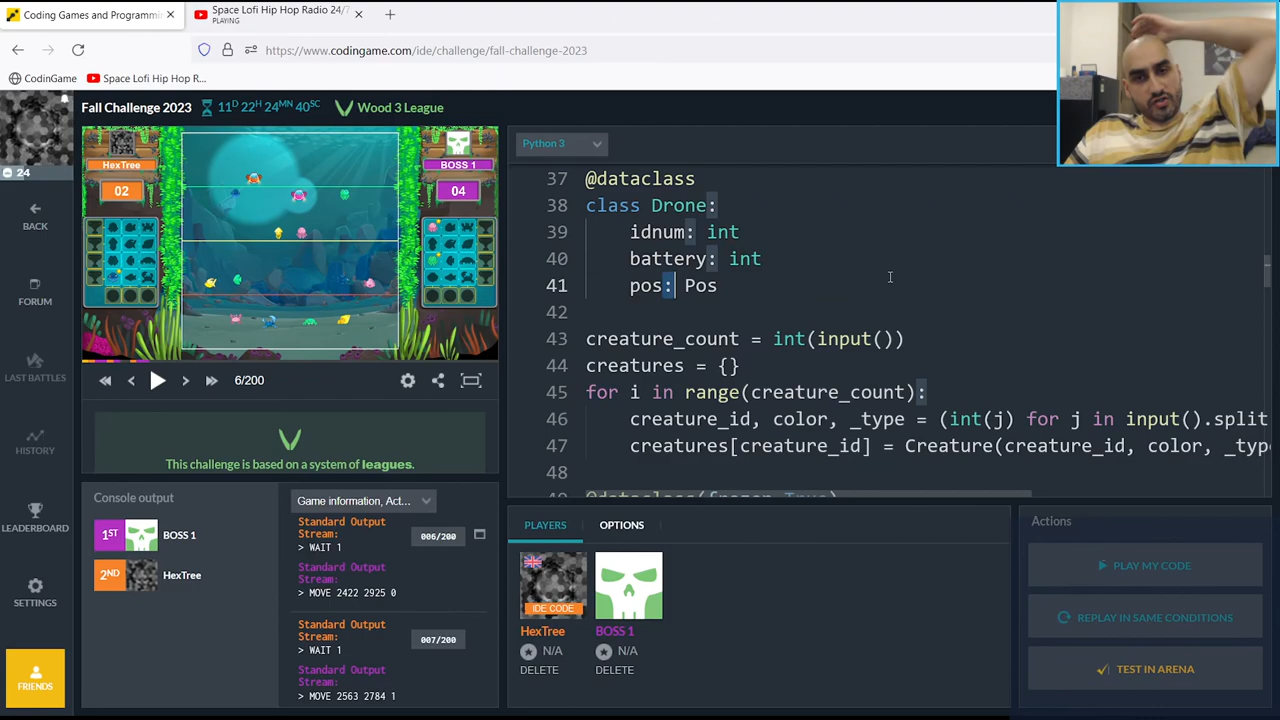 Coding Games and Programmi
Space Lofi Hip Hop Radio 24/7
PLAYING
https://www.codingame.com/ide/challenge/fall-challenge-2023
CodinGame
Space Lofi Hip Hop R...
Fall Challenge 2023
11D 22H 24MN 40SC
Wood 3 League
Python 3
HexTree
02
BOSS 1
04
24
BACK
FORUM
LAST BATTLES
HISTORY
LEADERBOARD
SETTINGS
FRIENDS
6/200
This challenge is based on a system of leagues.
37 @dataclass
38 class Drone:
39 idnum: int
40 battery: int
41 pos: Pos
42
43 creature_count = int(input())
44 creatures = {}
45 for i in range(creature_count):
46 creature_id, color, _type = (int(j) for j in input().split
47 creatures[creature_id] = Creature(creature_id, color, _typ
48
Console output
Game information, Act...
1ST BOSS 1
2ND HexTree
Standard Output
Stream:
> WAIT 1
006/200
Standard Output
Stream:
> MOVE 2422 2925 0
Standard Output
Stream:
> WAIT 1
007/200
Standard Output
Stream:
> MOVE 2563 2784 1
PLAYERS
OPTIONS
IDE CODE
HexTree
N/A
DELETE
BOSS 1
N/A
DELETE
Actions
PLAY MY CODE
REPLAY IN SAME CONDITIONS
TEST IN ARENA